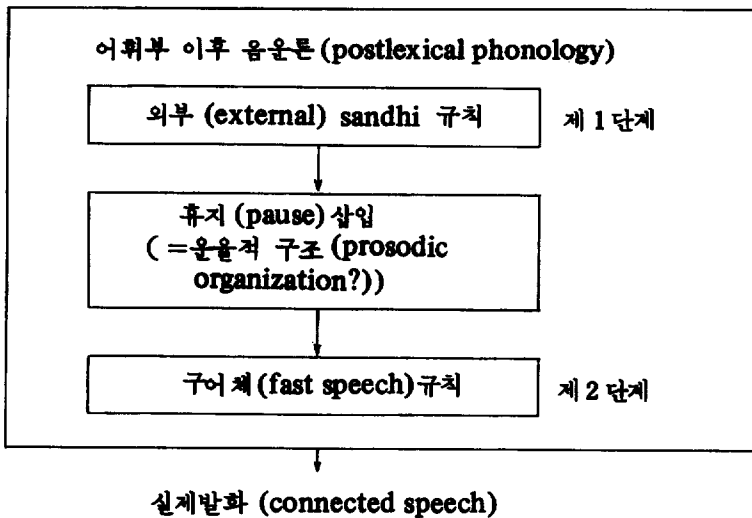 어휘부 이후 음운론 (postlexical phonology)
외부 (external) sandhi 규칙 제 1 단계
휴지 (pause) 삽입
( =운율적 구조 (prosodic
organization?))
구어체 (fast speech) 규칙 제 2 단계
실제발화 (connected speech)